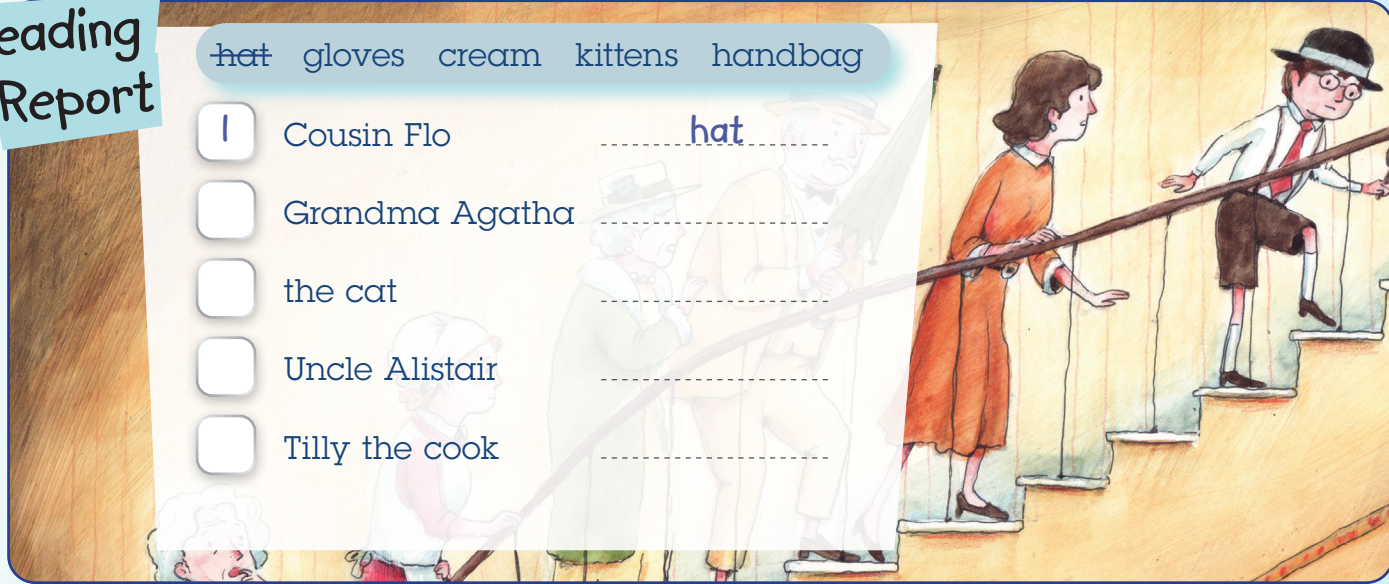 eading
Report
hat gloves cream kittens handbag
1 Cousin Flo hat
Grandma Agatha
the cat
Uncle Alistair
Tilly the cook